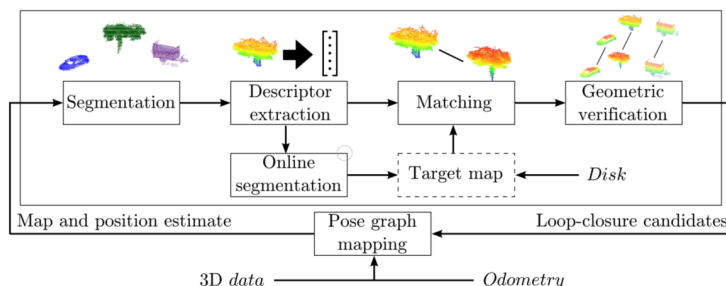 Segmentation
Descriptor
extraction
Matching
Geometric
verification
Online
segmentation
Target map
Disk
Map and position estimate
Pose graph
mapping
Loop-closure candidates
3D data
Odometry